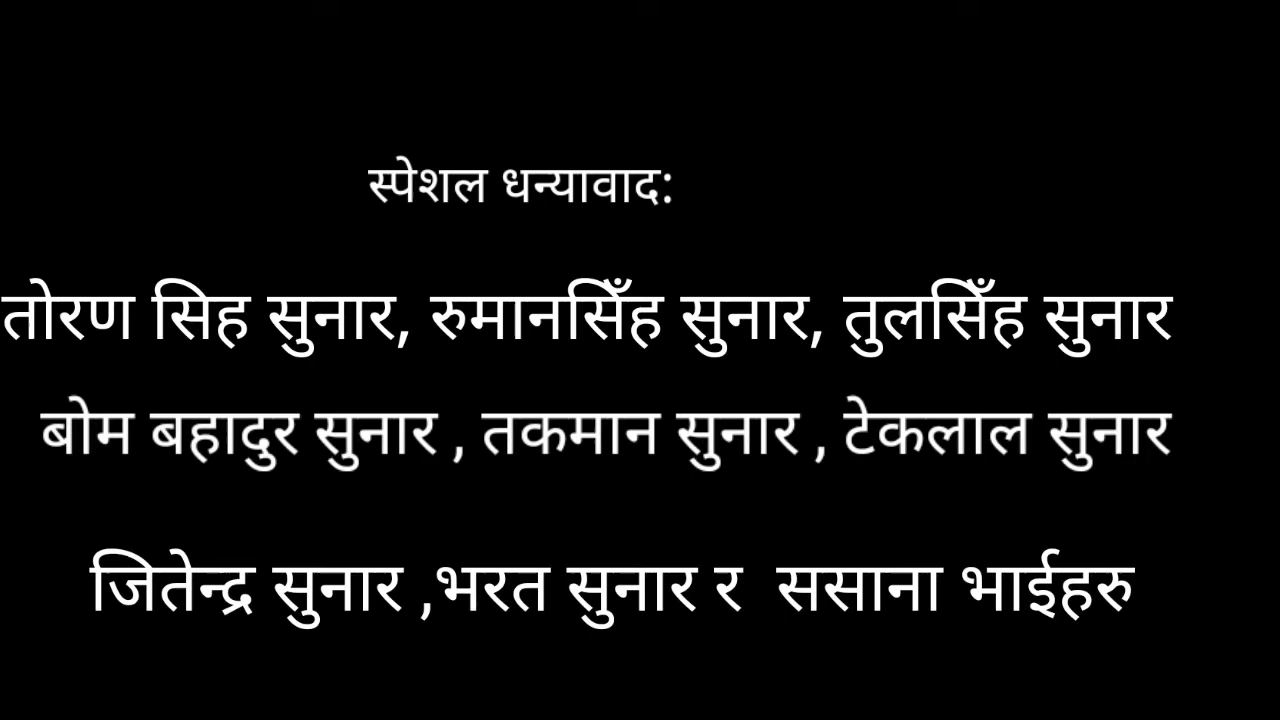 स्पेशल धन्यावाद:
तोरण सिह सुनार, रुमानसिँह सुनार, तुलसिँह सुनार
बोम बहादुर सुनार , तकमान सुनार , टेकलाल सुनार
जितेन्द्र सुनार ,भरत सुनार र ससाना भाईहरु